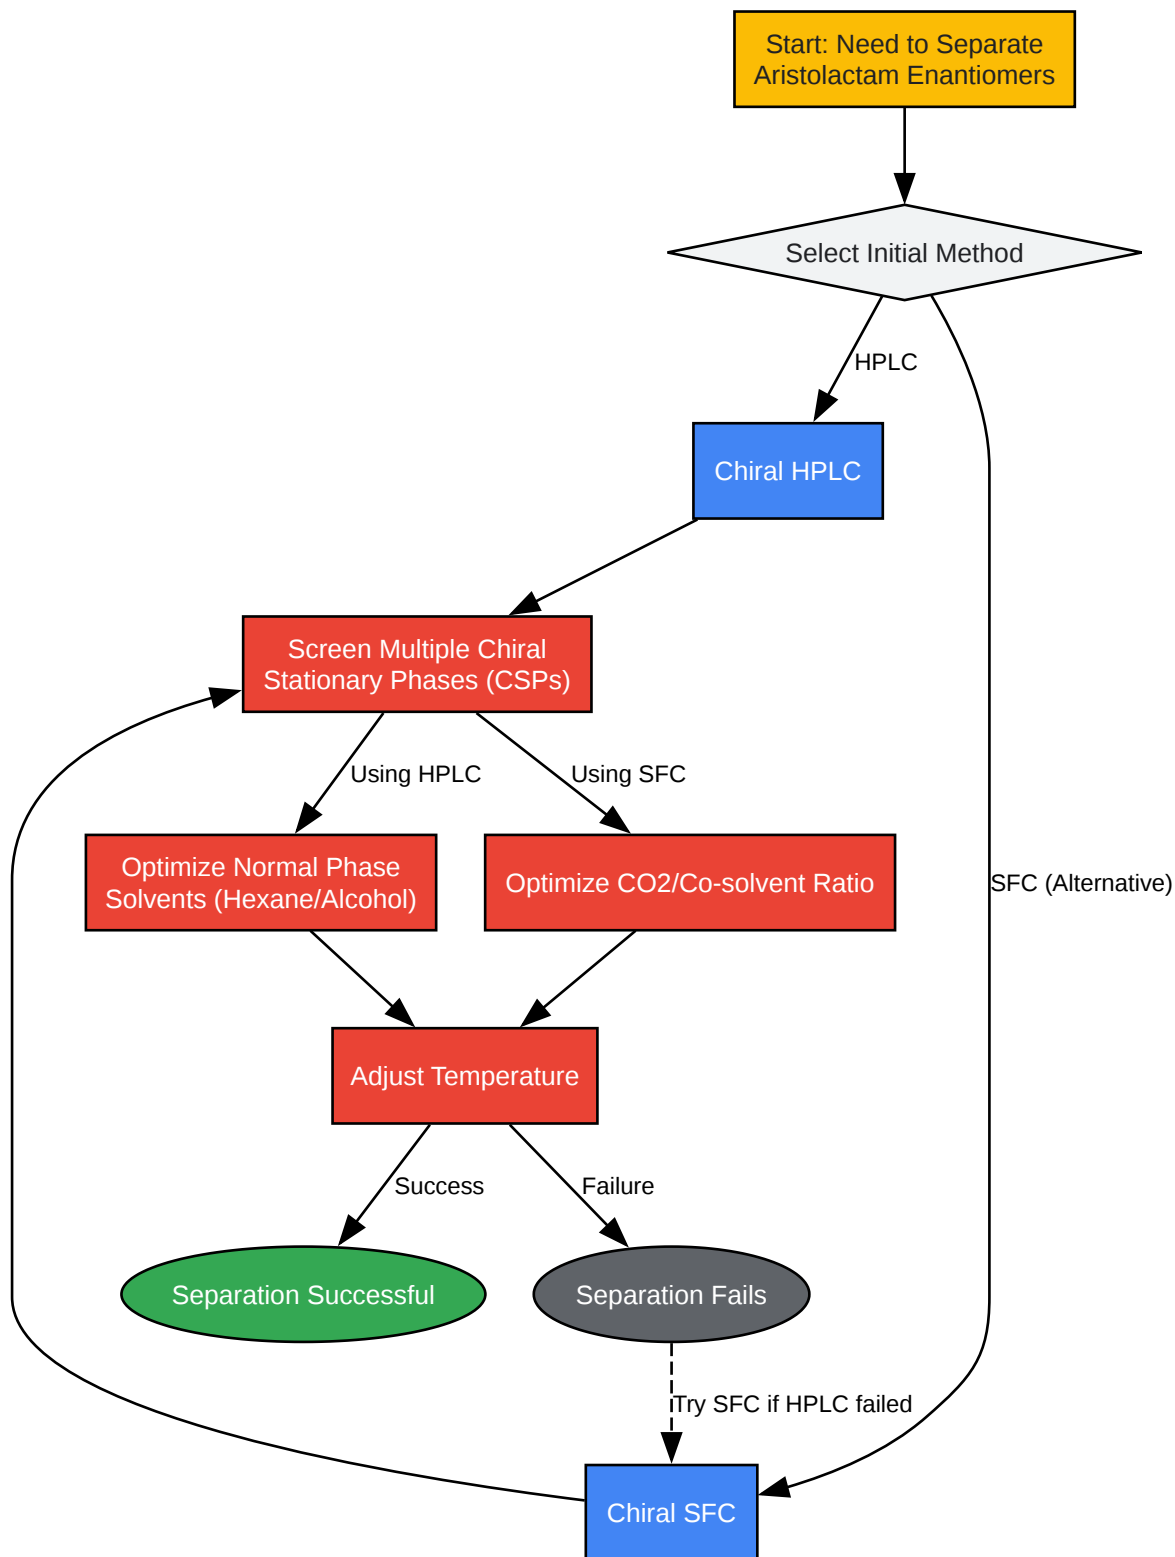 Start: Need to Separate
Aristolactam Enantiomers
Select Initial Method
HPLC
Chiral HPLC
Screen Multiple Chiral
Stationary Phases (CSPs)
Using HPLC
Using SFC
Optimize Normal Phase
Solvents (Hexane/Alcohol)
Optimize CO2/Co-solvent Ratio
SFC (Alternative)
Adjust Temperature
Success
Failure
Separation Successful
Separation Fails
Try SFC if HPLC failed
Chiral SFC